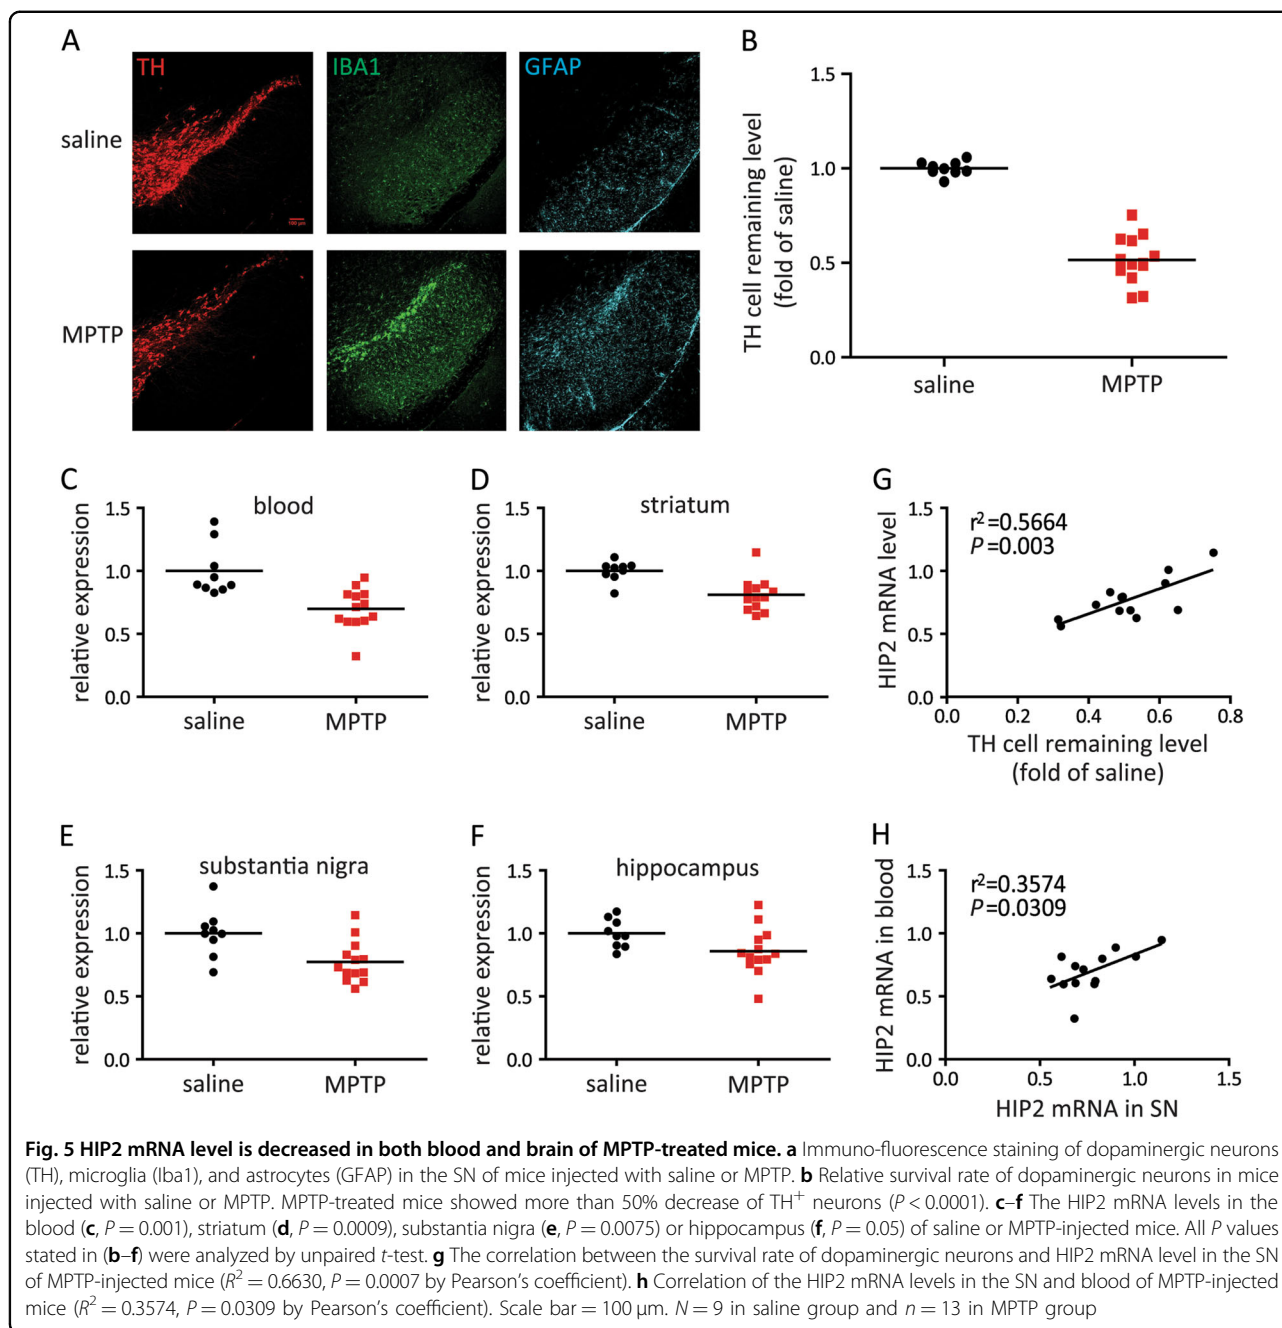 A
TH
IBA1
GFAP
saline
100 µm
MPTP
B
TH cell remaining level
(fold of saline)
1.5
1.0
0.5
0.0
saline
MPTP
C
blood
relative expression
1.5
1.0
0.5
0.0
saline
MPTP
D
striatum
relative expression
1.5
1.0
0.5
0.0
saline
MPTP
G
r²=0.5664
P=0.003
HIP2 mRNA level
1.5
1.0
0.5
0.0
0.0 0.2 0.4 0.6 0.8
TH cell remaining level
(fold of saline)
E
substantia nigra
relative expression
1.5
1.0
0.5
0.0
saline
MPTP
F
hippocampus
relative expression
1.5
1.0
0.5
0.0
saline
MPTP
H
r²=0.3574
P=0.0309
HIP2 mRNA in blood
1.5
1.0
0.5
0.0
0.0 0.5 1.0 1.5
HIP2 mRNA in SN
Fig. 5 HIP2 mRNA level is decreased in both blood and brain of MPTP-treated mice. a Immuno-fluorescence staining of dopaminergic neurons
(TH), microglia (Iba1), and astrocytes (GFAP) in the SN of mice injected with saline or MPTP. b Relative survival rate of dopaminergic neurons in mice
injected with saline or MPTP. MPTP-treated mice showed more than 50% decrease of TH⁺ neurons (P < 0.0001). c–f The HIP2 mRNA levels in the
blood (c, P = 0.001), striatum (d, P = 0.0009), substantia nigra (e, P = 0.0075) or hippocampus (f, P = 0.05) of saline or MPTP-injected mice. All P values
stated in (b–f) were analyzed by unpaired t-test. g The correlation between the survival rate of dopaminergic neurons and HIP2 mRNA level in the SN
of MPTP-injected mice (R² = 0.6630, P = 0.0007 by Pearson's coefficient). h Correlation of the HIP2 mRNA levels in the SN and blood of MPTP-injected
mice (R² = 0.3574, P = 0.0309 by Pearson's coefficient). Scale bar = 100 µm. N = 9 in saline group and n = 13 in MPTP group